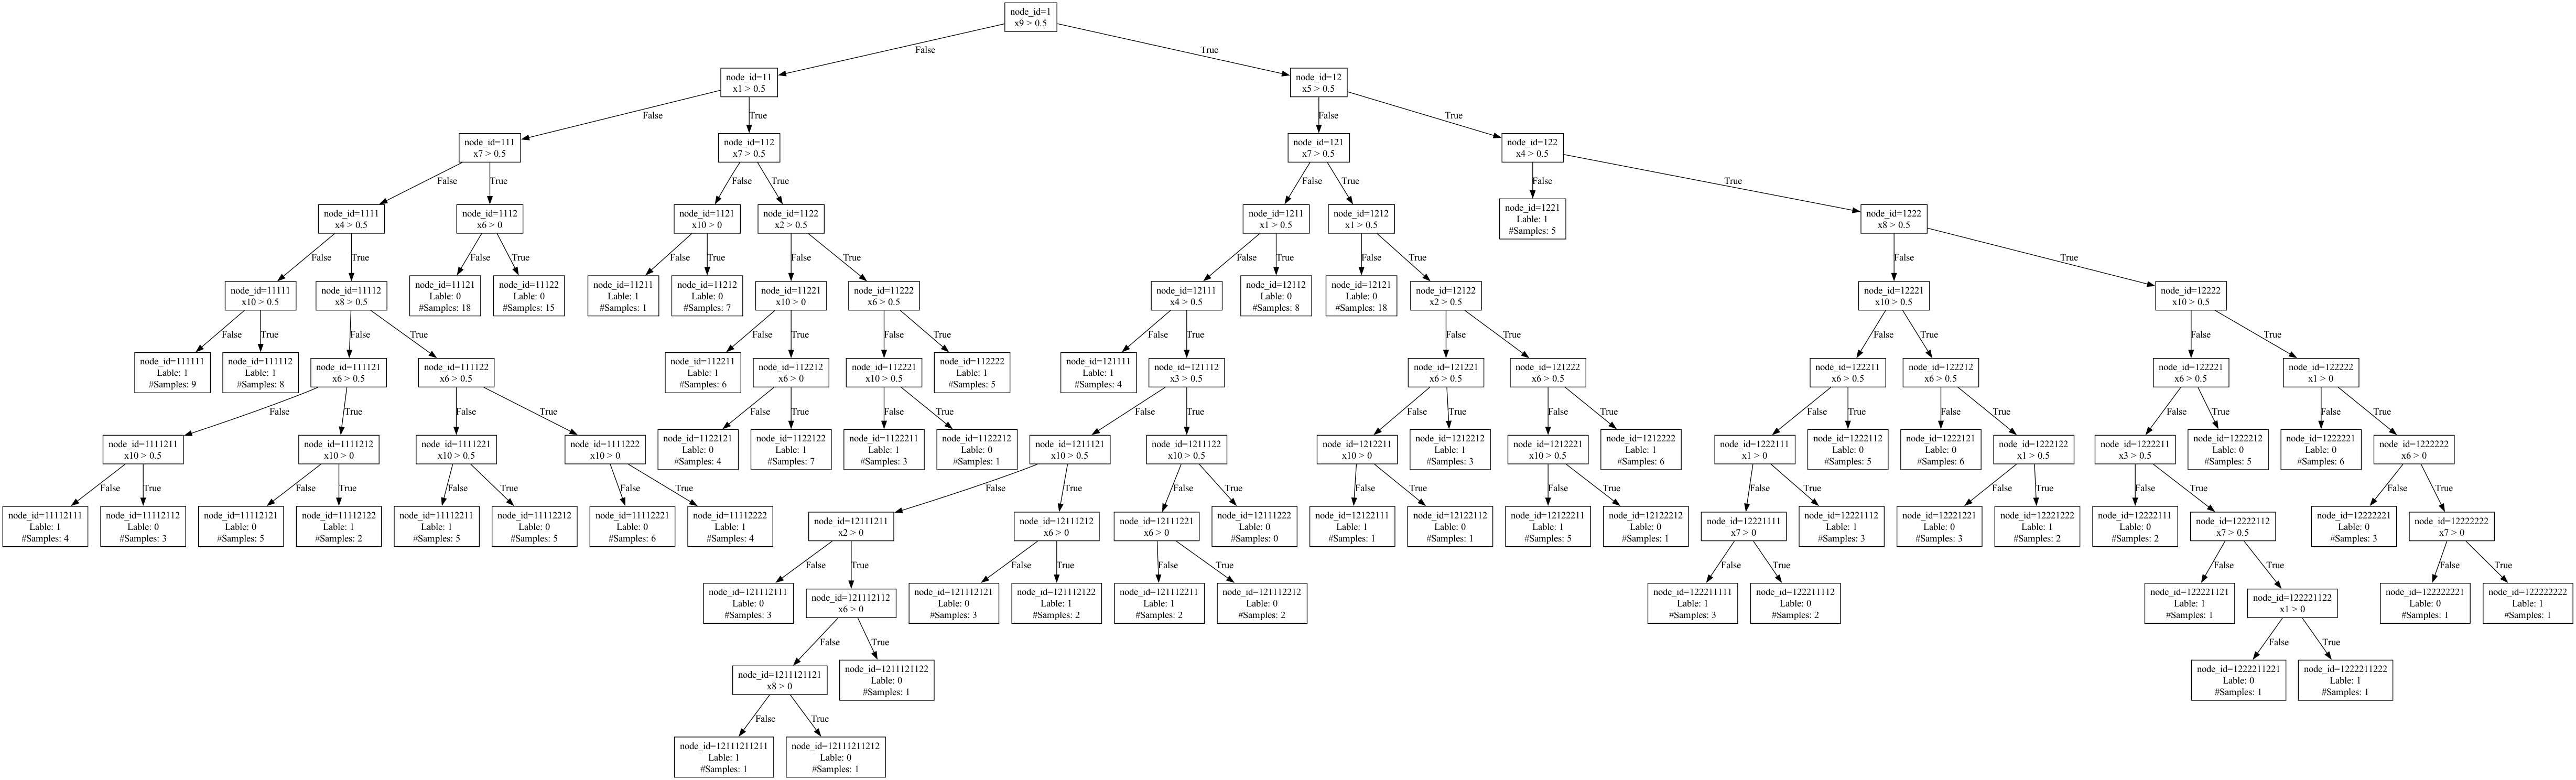 node_id=1
x9 > 0.5
False
True
node_id=11
x1 > 0.5
node_id=12
x5 > 0.5
False
True
False
True
node_id=111
x7 > 0.5
node_id=112
x7 > 0.5
node_id=121
x7 > 0.5
node_id=122
x4 > 0.5
False
True
False
True
False
True
False
True
node_id=1111
x4 > 0.5
node_id=1112
x6 > 0
node_id=1121
x10 > 0
node_id=1122
x2 > 0.5
node_id=1211
x1 > 0.5
node_id=1212
x1 > 0.5
node_id=1221
Lable: 1
#Samples: 5
node_id=1222
x8 > 0.5
False
True
False
True
False
True
False
True
False
True
False
True
False
True
node_id=11111
x10 > 0.5
node_id=11112
x8 > 0.5
node_id=11121
Lable: 0
#Samples: 18
node_id=11122
Lable: 0
#Samples: 15
node_id=11211
Lable: 1
#Samples: 1
node_id=11212
Lable: 0
#Samples: 7
node_id=11221
x10 > 0
node_id=11222
x6 > 0.5
node_id=12111
x4 > 0.5
node_id=12112
Lable: 0
#Samples: 8
node_id=12121
Lable: 0
#Samples: 18
node_id=12122
x2 > 0.5
node_id=12221
x10 > 0.5
node_id=12222
x10 > 0.5
False
True
False
True
False
True
False
True
False
True
False
True
False
True
False
True
node_id=111111
Lable: 1
#Samples: 9
node_id=111112
Lable: 1
#Samples: 8
node_id=111121
x6 > 0.5
node_id=111122
x6 > 0.5
node_id=112211
Lable: 1
#Samples: 6
node_id=112212
x6 > 0
node_id=112221
x10 > 0.5
node_id=112222
Lable: 1
#Samples: 5
node_id=121111
Lable: 1
#Samples: 4
node_id=121112
x3 > 0.5
node_id=121221
x6 > 0.5
node_id=121222
x6 > 0.5
node_id=122211
x6 > 0.5
node_id=122212
x6 > 0.5
node_id=122221
x6 > 0.5
node_id=122222
x1 > 0
False
True
False
True
False
True
False
True
False
True
False
True
False
True
False
True
False
True
False
True
False
True
node_id=1111211
x10 > 0.5
node_id=1111212
x10 > 0
node_id=1111221
x10 > 0.5
node_id=1111222
x10 > 0
node_id=1122121
Lable: 0
#Samples: 4
node_id=1122122
Lable: 1
#Samples: 7
node_id=1122211
Lable: 1
#Samples: 3
node_id=1122212
Lable: 0
#Samples: 1
node_id=1211121
x10 > 0.5
node_id=1211122
x10 > 0.5
node_id=1212211
x10 > 0
node_id=1212212
Lable: 1
#Samples: 3
node_id=1212221
x10 > 0.5
node_id=1212222
Lable: 1
#Samples: 6
node_id=1222111
x1 > 0
node_id=1222112
Lable: 0
#Samples: 5
node_id=1222121
Lable: 0
#Samples: 6
node_id=1222122
x1 > 0.5
node_id=1222211
x3 > 0.5
node_id=1222212
Lable: 0
#Samples: 5
node_id=1222221
Lable: 0
#Samples: 6
node_id=1222222
x6 > 0
False
True
False
True
False
True
False
True
False
True
False
True
False
True
False
True
False
True
False
True
False
True
False
True
node_id=11112111
Lable: 1
#Samples: 4
node_id=11112112
Lable: 0
#Samples: 3
node_id=11112121
Lable: 0
#Samples: 5
node_id=11112122
Lable: 1
#Samples: 2
node_id=11112211
Lable: 1
#Samples: 5
node_id=11112212
Lable: 0
#Samples: 5
node_id=11112221
Lable: 0
#Samples: 6
node_id=11112222
Lable: 1
#Samples: 4
node_id=12111211
x2 > 0
node_id=12111212
x6 > 0
node_id=12111221
x6 > 0
node_id=12111222
Lable: 0
#Samples: 0
node_id=12122111
Lable: 1
#Samples: 1
node_id=12122112
Lable: 0
#Samples: 1
node_id=12122211
Lable: 1
#Samples: 5
node_id=12122212
Lable: 0
#Samples: 1
node_id=12221111
x7 > 0
node_id=12221112
Lable: 1
#Samples: 3
node_id=12221221
Lable: 0
#Samples: 3
node_id=12221222
Lable: 1
#Samples: 2
node_id=12222111
Lable: 0
#Samples: 2
node_id=12222112
x7 > 0.5
node_id=12222221
Lable: 0
#Samples: 3
node_id=12222222
x7 > 0
False
True
False
True
False
True
False
True
False
True
False
True
node_id=121112111
Lable: 0
#Samples: 3
node_id=121112112
x6 > 0
node_id=121112121
Lable: 0
#Samples: 3
node_id=121112122
Lable: 1
#Samples: 2
node_id=121112211
Lable: 1
#Samples: 2
node_id=121112212
Lable: 0
#Samples: 2
node_id=122211111
Lable: 1
#Samples: 3
node_id=122211112
Lable: 0
#Samples: 2
node_id=122221121
Lable: 1
#Samples: 1
node_id=122221122
x1 > 0
node_id=122222221
Lable: 0
#Samples: 1
node_id=122222222
Lable: 1
#Samples: 1
False
True
False
True
node_id=1211121121
x8 > 0
node_id=1211121122
Lable: 0
#Samples: 1
node_id=1222211221
Lable: 0
#Samples: 1
node_id=1222211222
Lable: 1
#Samples: 1
False
True
node_id=12111211211
Lable: 1
#Samples: 1
node_id=12111211212
Lable: 0
#Samples: 1